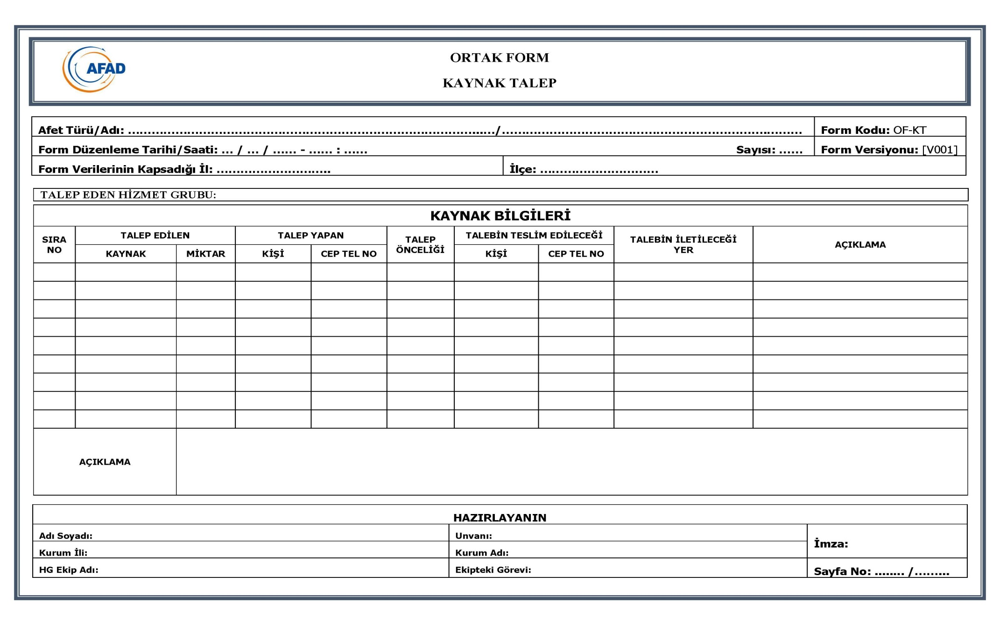 AFAD
ORTAK FORM
KAYNAK TALEP
Afet Türü/Adı: ............................................................................................/........................................................................... Form Kodu: OF-KT
Form Düzenleme Tarihi/Saati: ... / ... / ...... - ...... : ...... Sayısı: ...... Form Versiyonu: [V001]
Form Verilerinin Kapsadığı İl: ............................. İlçe: ..............................
TALEP EDEN HİZMET GRUBU:
KAYNAK BİLGİLERİ
SIRA NO TALEP EDİLEN TALEP YAPAN TALEP ÖNCELİĞİ TALEBİN TESLİM EDİLECEĞİ TALEBİN İLETİLECEĞİ YER AÇIKLAMA
KAYNAK MİKTAR KİŞİ CEP TEL NO KİŞİ CEP TEL NO
AÇIKLAMA
HAZIRLAYANIN
Adı Soyadı: Unvanı:
İmza:
Kurum İli: Kurum Adı:
HG Ekip Adı: Ekipteki Görevi: Sayfa No: ........ /.........